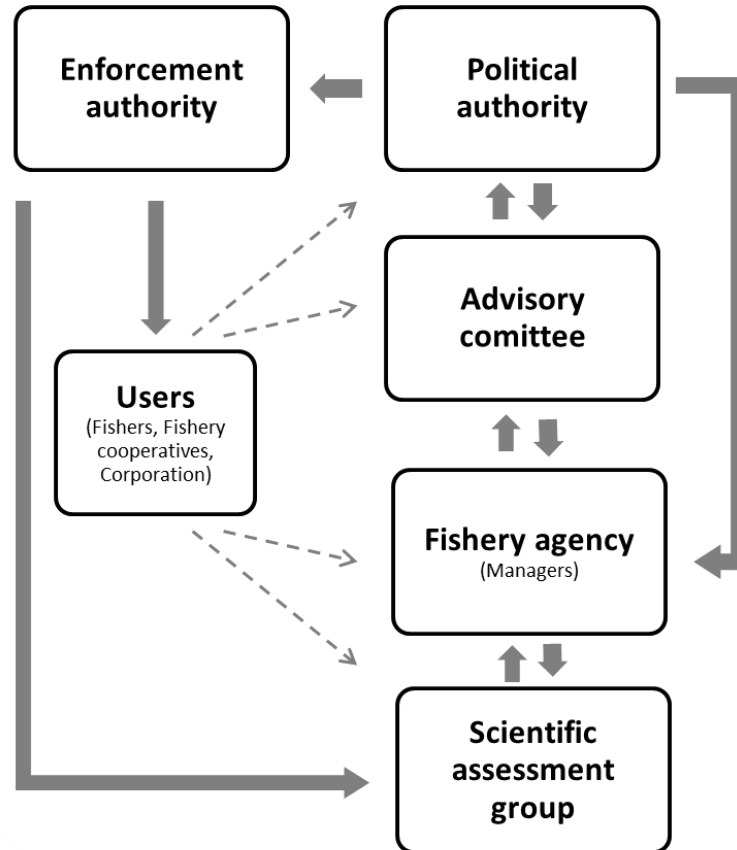 Enforcement
authority
Political
authority
Advisory
comittee
Users
(Fishers, Fishery
cooperatives,
Corporation)
Fishery agency
(Managers)
Scientific
assessment
group